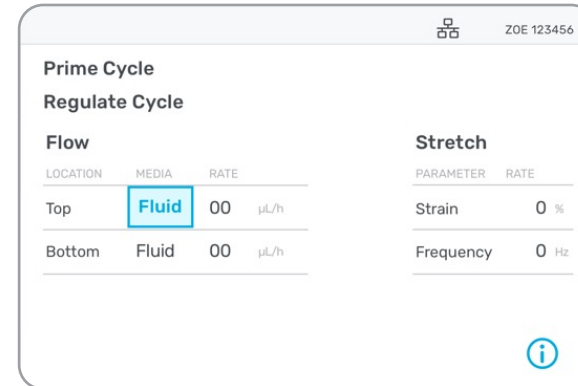 ZOE 123456
Prime Cycle
Regulate Cycle
Flow
LOCATION MEDIA RATE
Top Fluid 00 µL/h
Bottom Fluid 00 µL/h
Stretch
PARAMETER RATE
Strain 0 %
Frequency 0 Hz